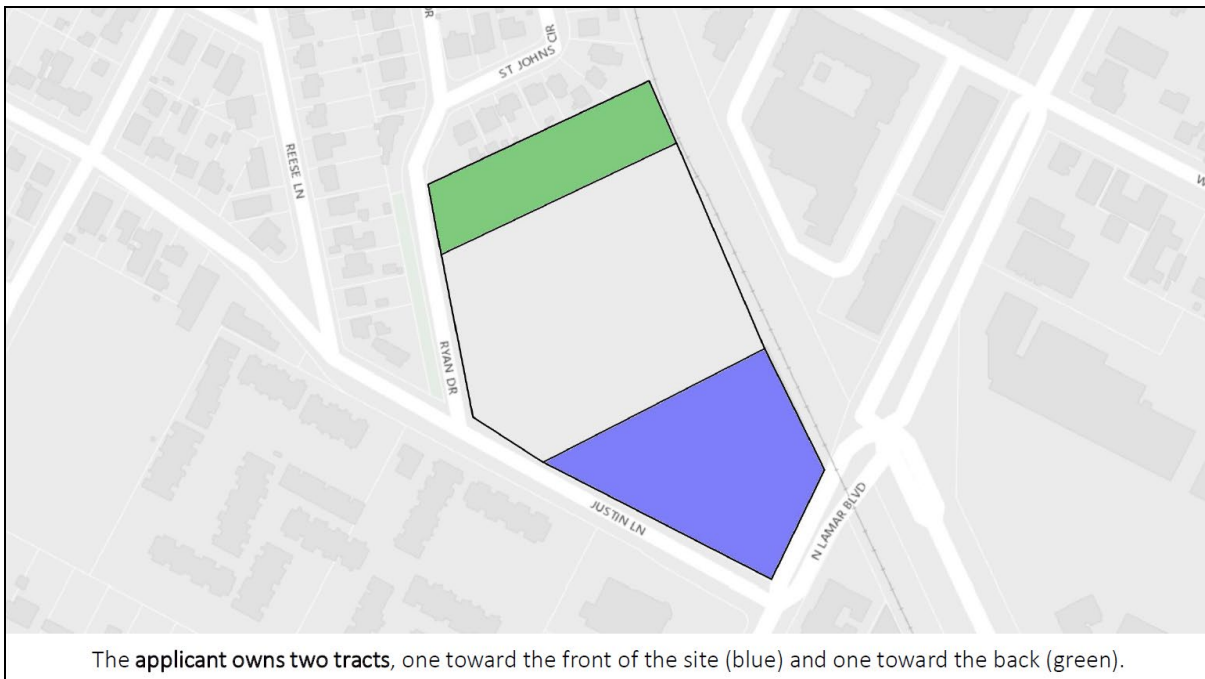 DR
ST JOHNS CIR
REESE LN
W
RYAN DR
JUSTIN LN
N LAMAR BLVD
The applicant owns two tracts, one toward the front of the site (blue) and one toward the back (green).